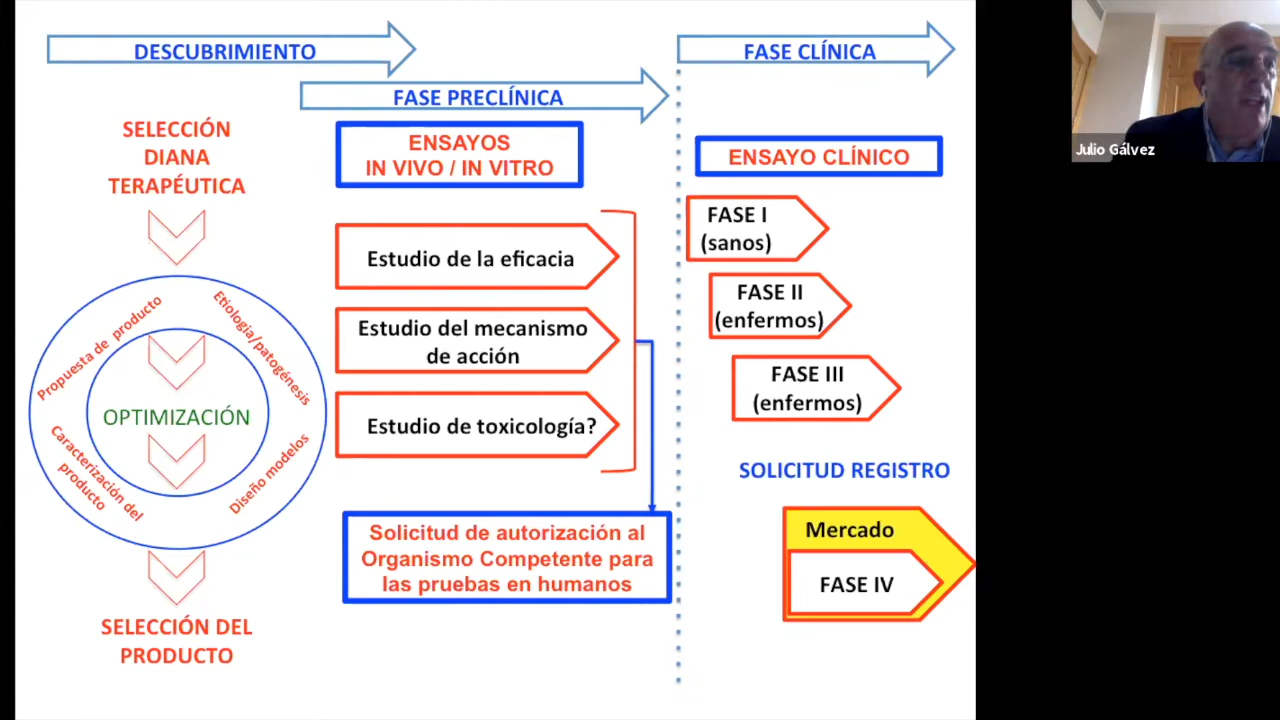 DESCUBRIMIENTO
FASE PRECLÍNICA
FASE CLÍNICA
SELECCIÓN
DIANA
TERAPÉUTICA
Propuesta de producto
Etiología/patogénesis
OPTIMIZACIÓN
Caracterización del
producto
Diseño modelos
SELECCIÓN DEL
PRODUCTO
ENSAYOS
IN VIVO / IN VITRO
Estudio de la eficacia
Estudio del mecanismo
de acción
Estudio de toxicología?
Solicitud de autorización al
Organismo Competente para
las pruebas en humanos
ENSAYO CLÍNICO
FASE I
(sanos)
FASE II
(enfermos)
FASE III
(enfermos)
SOLICITUD REGISTRO
Mercado
FASE IV
Julio Gálvez